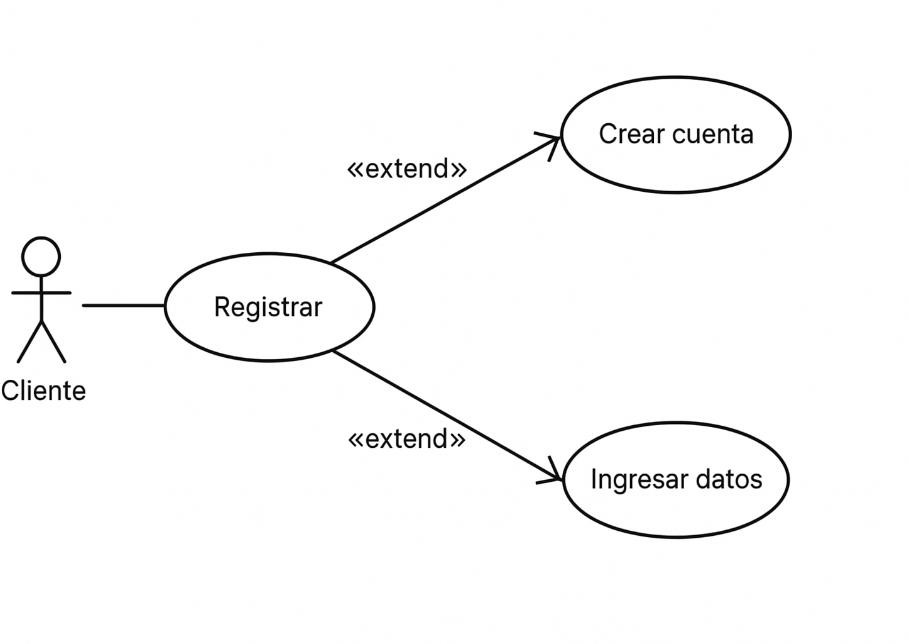 Crear cuenta
«extend»
Registrar
Cliente
«extend»
Ingresar datos